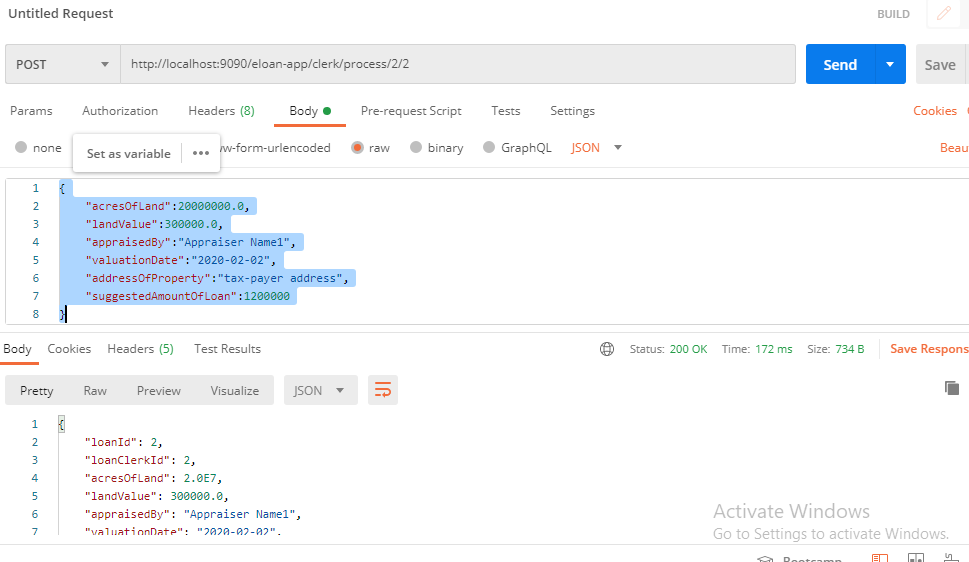 Untitled Request
BUILD
POST
http://localhost:9090/eloan-app/clerk/process/2/2
Send
Save
Params
Authorization
Headers (8)
Body
Pre-request Script
Tests
Settings
Cookies
none
Set as variable
w-form-urlencoded
raw
binary
GraphQL
JSON
Beau
1 {
2 "acresOfLand":20000000.0,
3 "landValue":300000.0,
4 "appraisedBy":"Appraiser Name1",
5 "valuationDate":"2020-02-02",
6 "addressOfProperty":"tax-payer address",
7 "suggestedAmountOfLoan":1200000
8 }
Body
Cookies
Headers (5)
Test Results
Status: 200 OK
Time: 172 ms
Size: 734 B
Save Respons
Pretty
Raw
Preview
Visualize
JSON
1 {
2 "loanId": 2,
3 "loanClerkId": 2,
4 "acresOfLand": 2.0E7,
5 "landValue": 300000.0,
6 "appraisedBy": "Appraiser Name1",
7 "valuationDate": "2020-02-02",
Activate Windows
Go to Settings to activate Windows.
Bootcamp